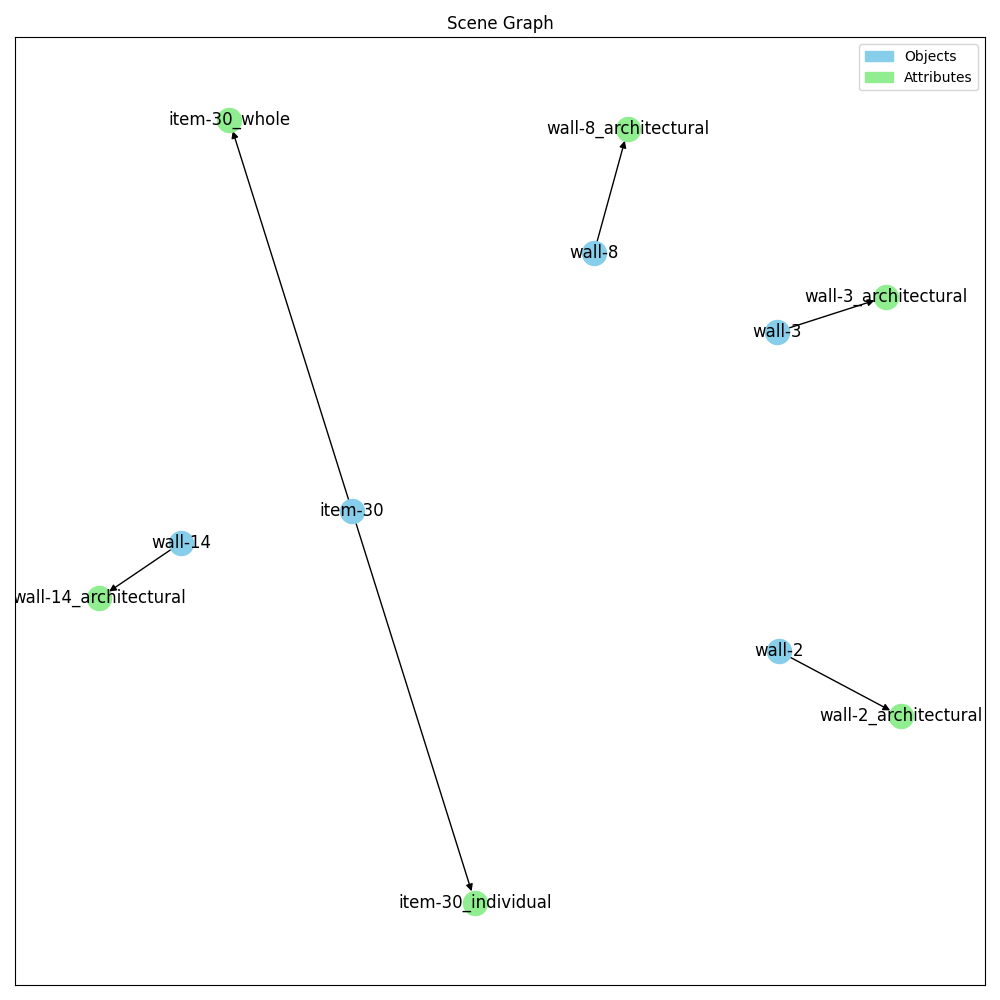 Scene Graph
Objects
Attributes
item-30_whole
wall-8_architectural
wall-8
wall-3_architectural
wall-3
item-30
wall-14
wall-14_architectural
wall-2
wall-2_architectural
item-30_individual